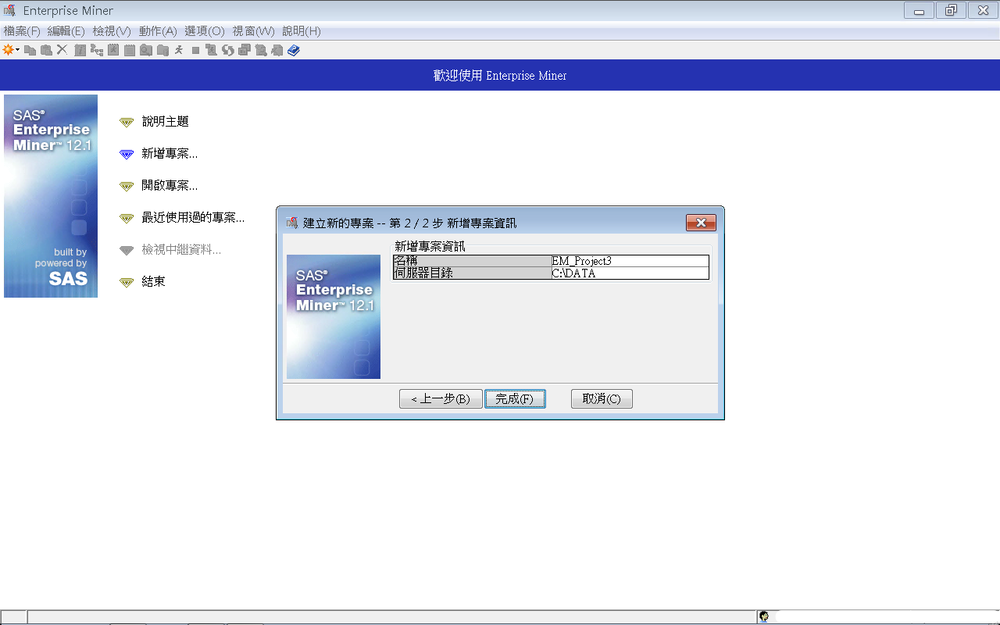 Enterprise Miner
檔案(F) 編輯(E) 檢視(V) 動作(A) 選項(O) 視窗(W) 說明(H)
歡迎使用 Enterprise Miner
SAS®
Enterprise
Miner™ 12.1
built by
powered by
SAS
說明主題
新增專案...
開啟專案...
最近使用過的專案...
檢視中繼資料...
結束
建立新的專案 -- 第 2 / 2 步 新增專案資訊
SAS®
Enterprise
Miner™ 12.1
新增專案資訊
名稱 EM_Project3
伺服器目錄 C:\DATA
< 上一步(B) 完成(F) 取消(C)